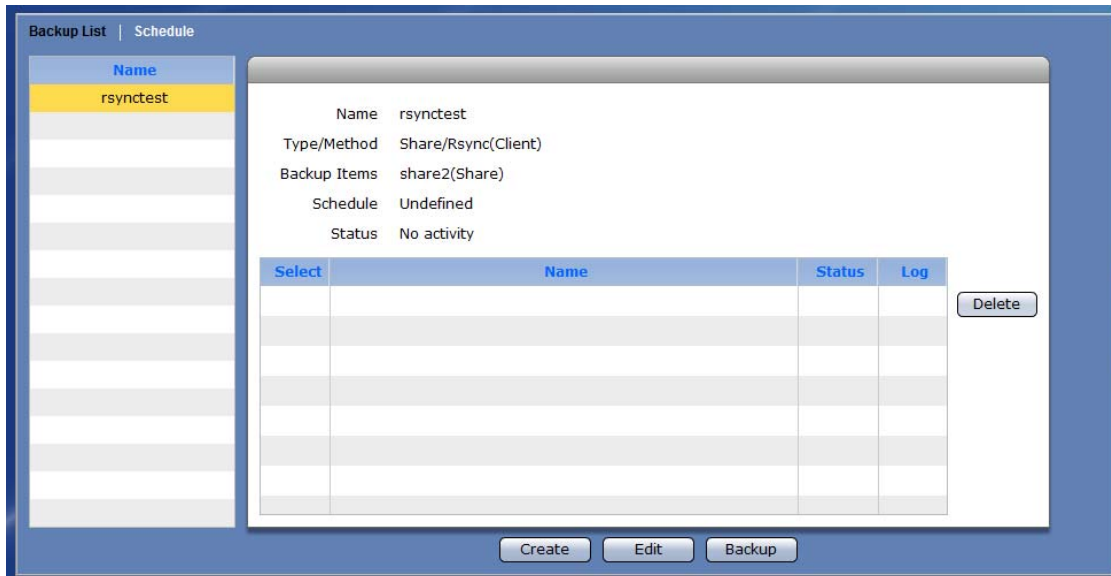 Backup List | Schedule
Name
rsynctest
Name rsynctest
Type/Method Share/Rsync(Client)
Backup Items share2(Share)
Schedule Undefined
Status No activity
Select Name Status Log
Delete
Create Edit Backup